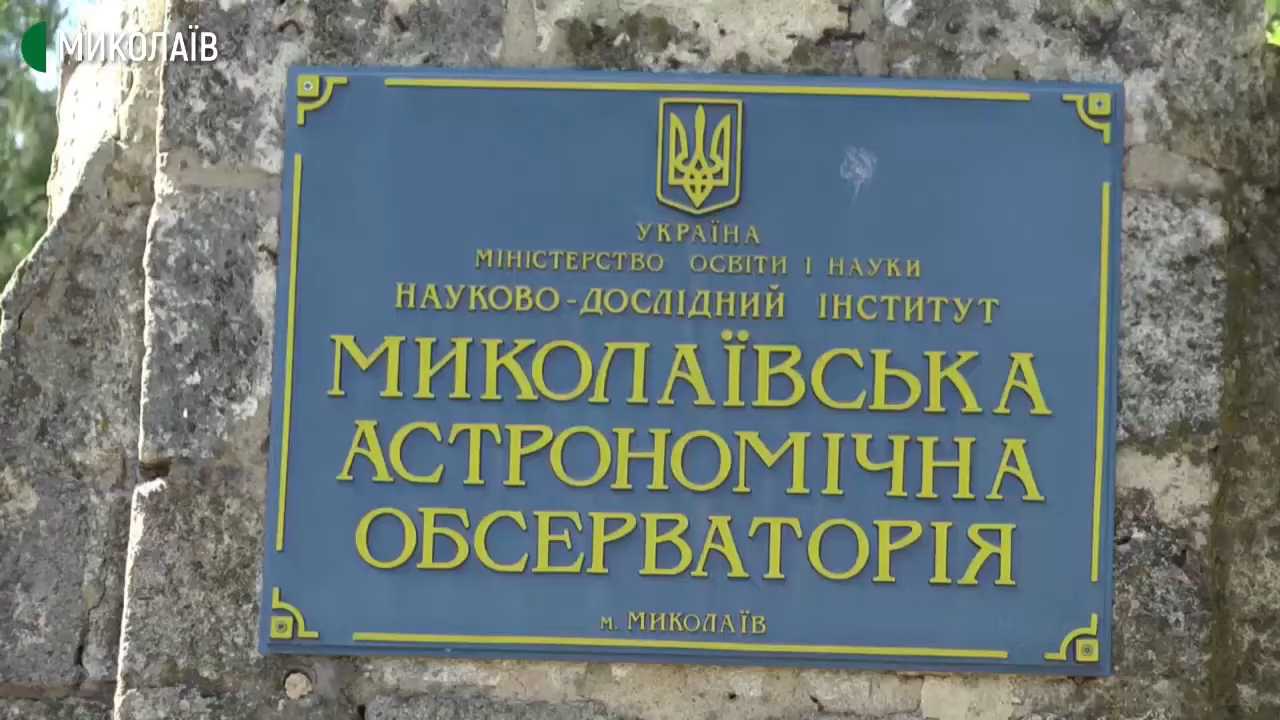 МИКОЛАЇВ
УКРАЇНА
МІНІСТЕРСТВО ОСВІТИ І НАУКИ
НАУКОВО-ДОСЛІДНИЙ ІНСТИТУТ
МИКОЛАЇВСЬКА
АСТРОНОМІЧНА
ОБСЕРВАТОРІЯ
м. МИКОЛАЇВ